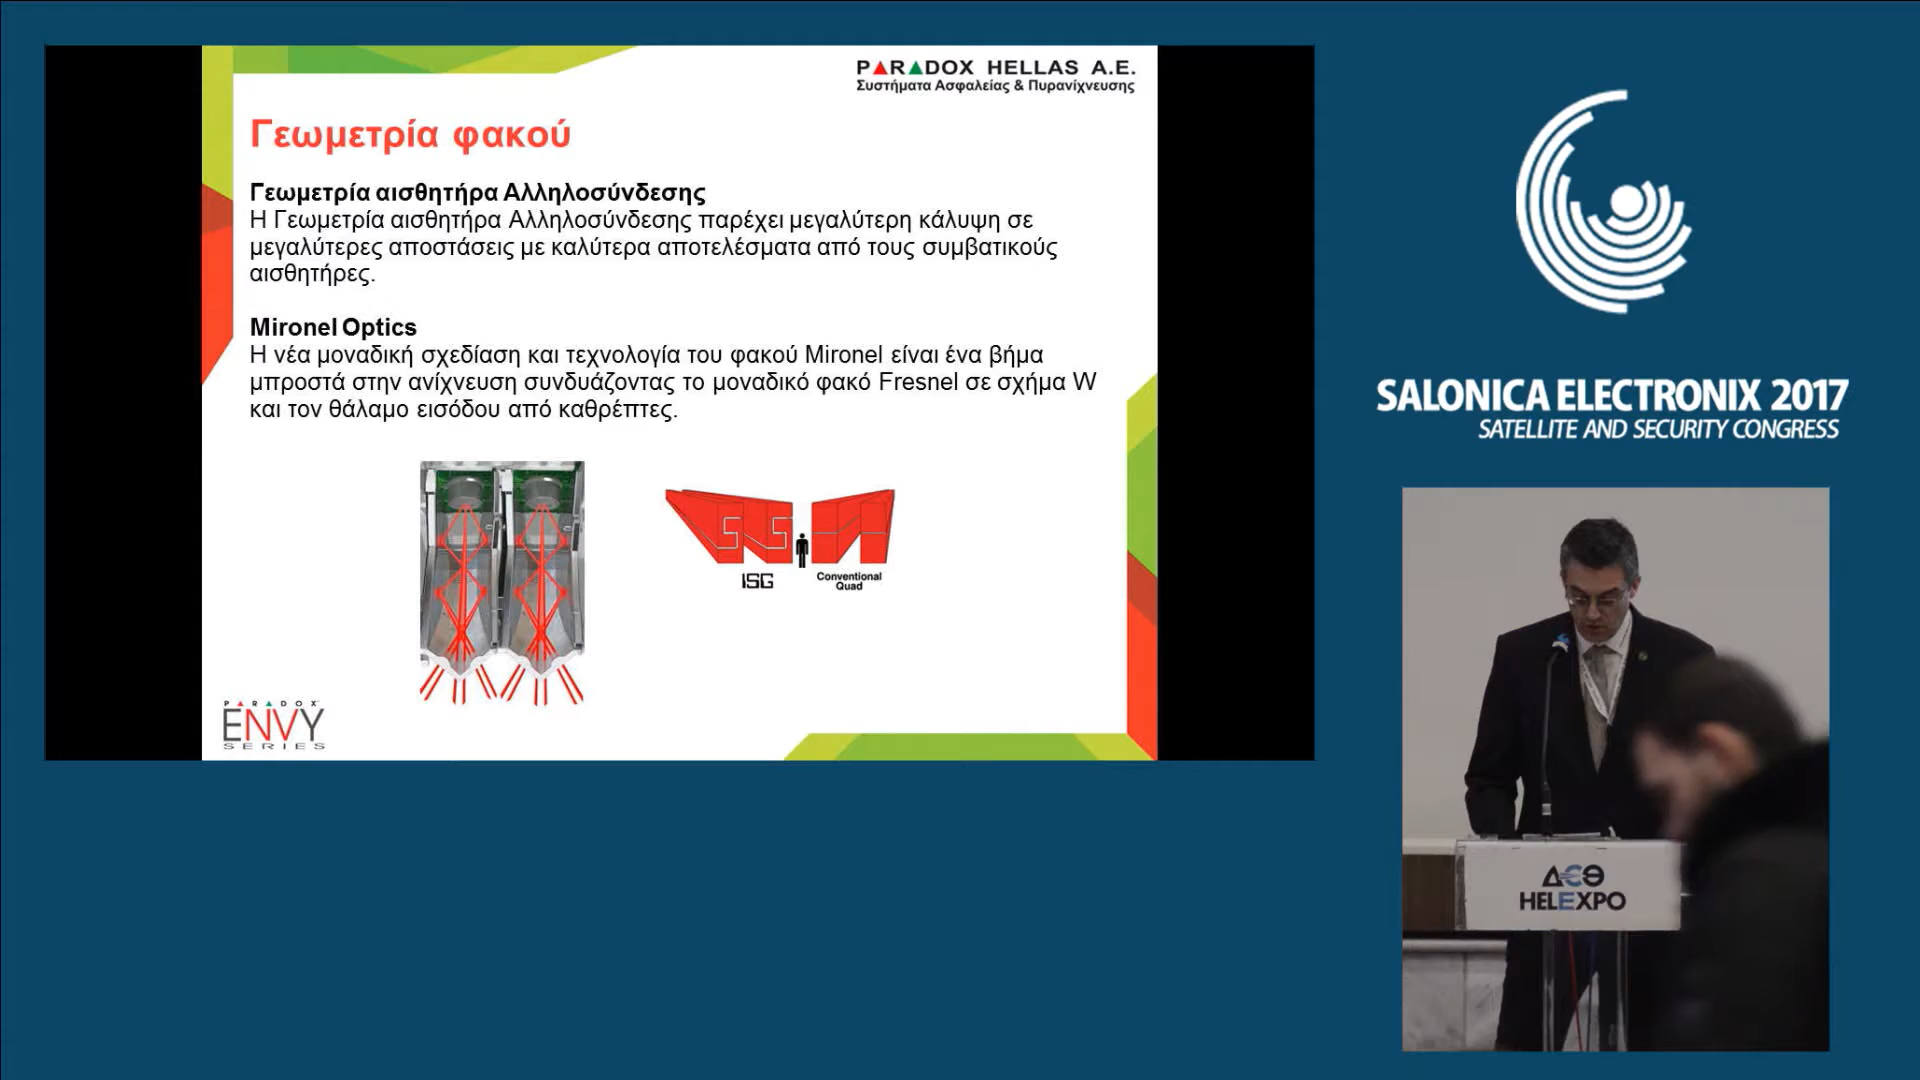 PARADOX HELLAS A.E.
Συστήματα Ασφαλείας & Πυρανίχνευσης
Γεωμετρία φακού
Γεωμετρία αισθητήρα Αλληλοσύνδεσης
Η Γεωμετρία αισθητήρα Αλληλοσύνδεσης παρέχει μεγαλύτερη κάλυψη σε
μεγαλύτερες αποστάσεις με καλύτερα αποτελέσματα από τους συμβατικούς
αισθητήρες.
Mironel Optics
Η νέα μοναδική σχεδίαση και τεχνολογία του φακού Mironel είναι ένα βήμα
μπροστά στην ανίχνευση συνδυάζοντας το μοναδικό φακό Fresnel σε σχήμα W
και τον θάλαμο εισόδου από καθρέπτες.
ISG
Conventional
Quad
PARADOX
ENVY
SERIES
SALONICA ELECTRONIX 2017
SATELLITE AND SECURITY CONGRESS
ΔΕΘ
HELEXPO